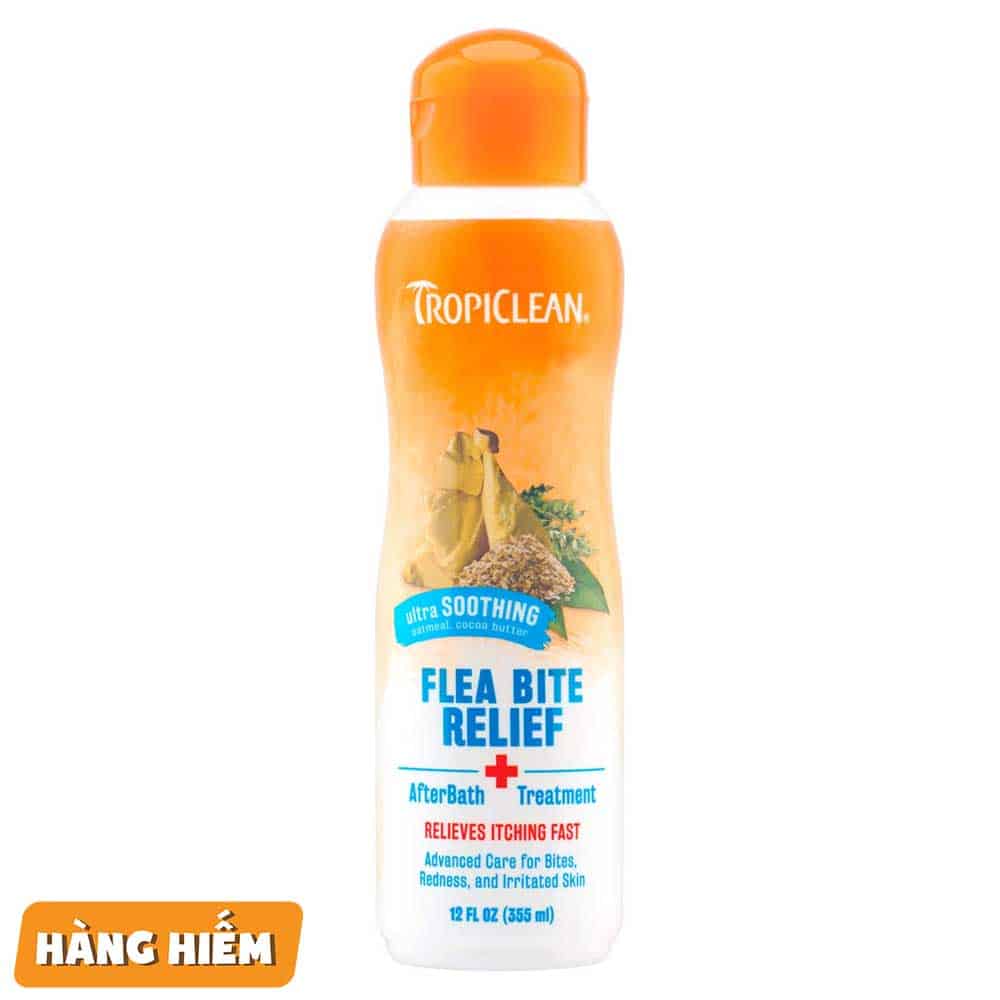 TROPICLEAN®
ultra SOOTHING
oatmeal, cocoa butter
FLEA BITE
RELIEF
AfterBath + Treatment
RELIEVES ITCHING FAST
Advanced Care for Bites,
Redness, and Irritated Skin
12 FL OZ (355 ml)
HÀNG HIẾM